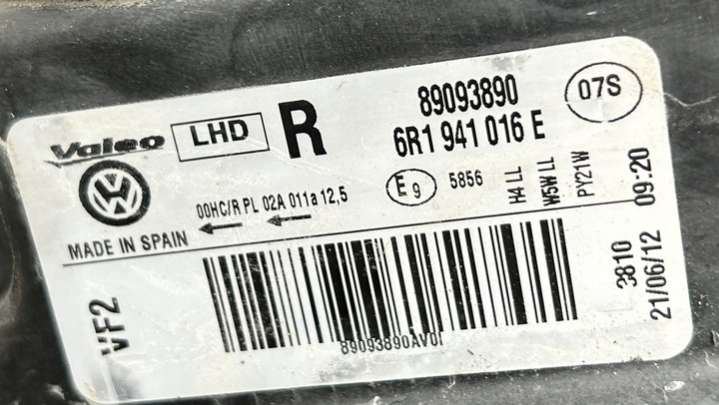 Valeo LHD R 89093890 07S
6R1 941 016 E
00HC/R PL 02A 011a 12,5 E9 5856 H4 LL W5W LL PY21W
MADE IN SPAIN
VF2
3810 09:20
21/06/12
89093890AV01